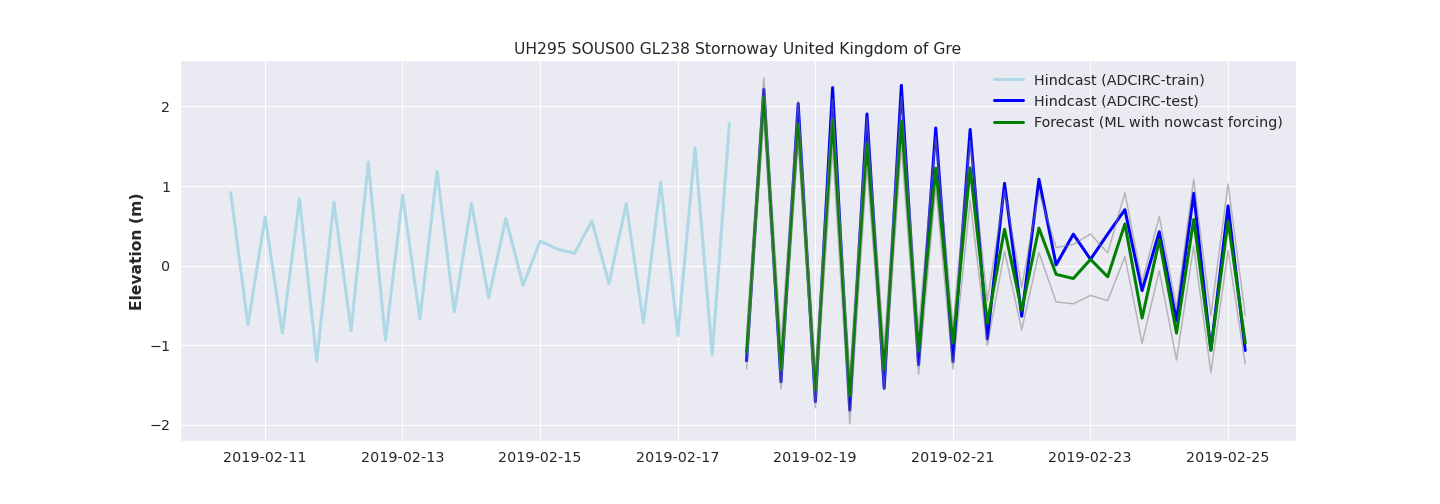 UH295 SOUS00 GL238 Stornoway United Kingdom of Gre
Hindcast (ADCIRC-train)
Hindcast (ADCIRC-test)
Forecast (ML with nowcast forcing)
Elevation (m)
2
1
0
−1
−2
2019-02-11 2019-02-13 2019-02-15 2019-02-17 2019-02-19 2019-02-21 2019-02-23 2019-02-25